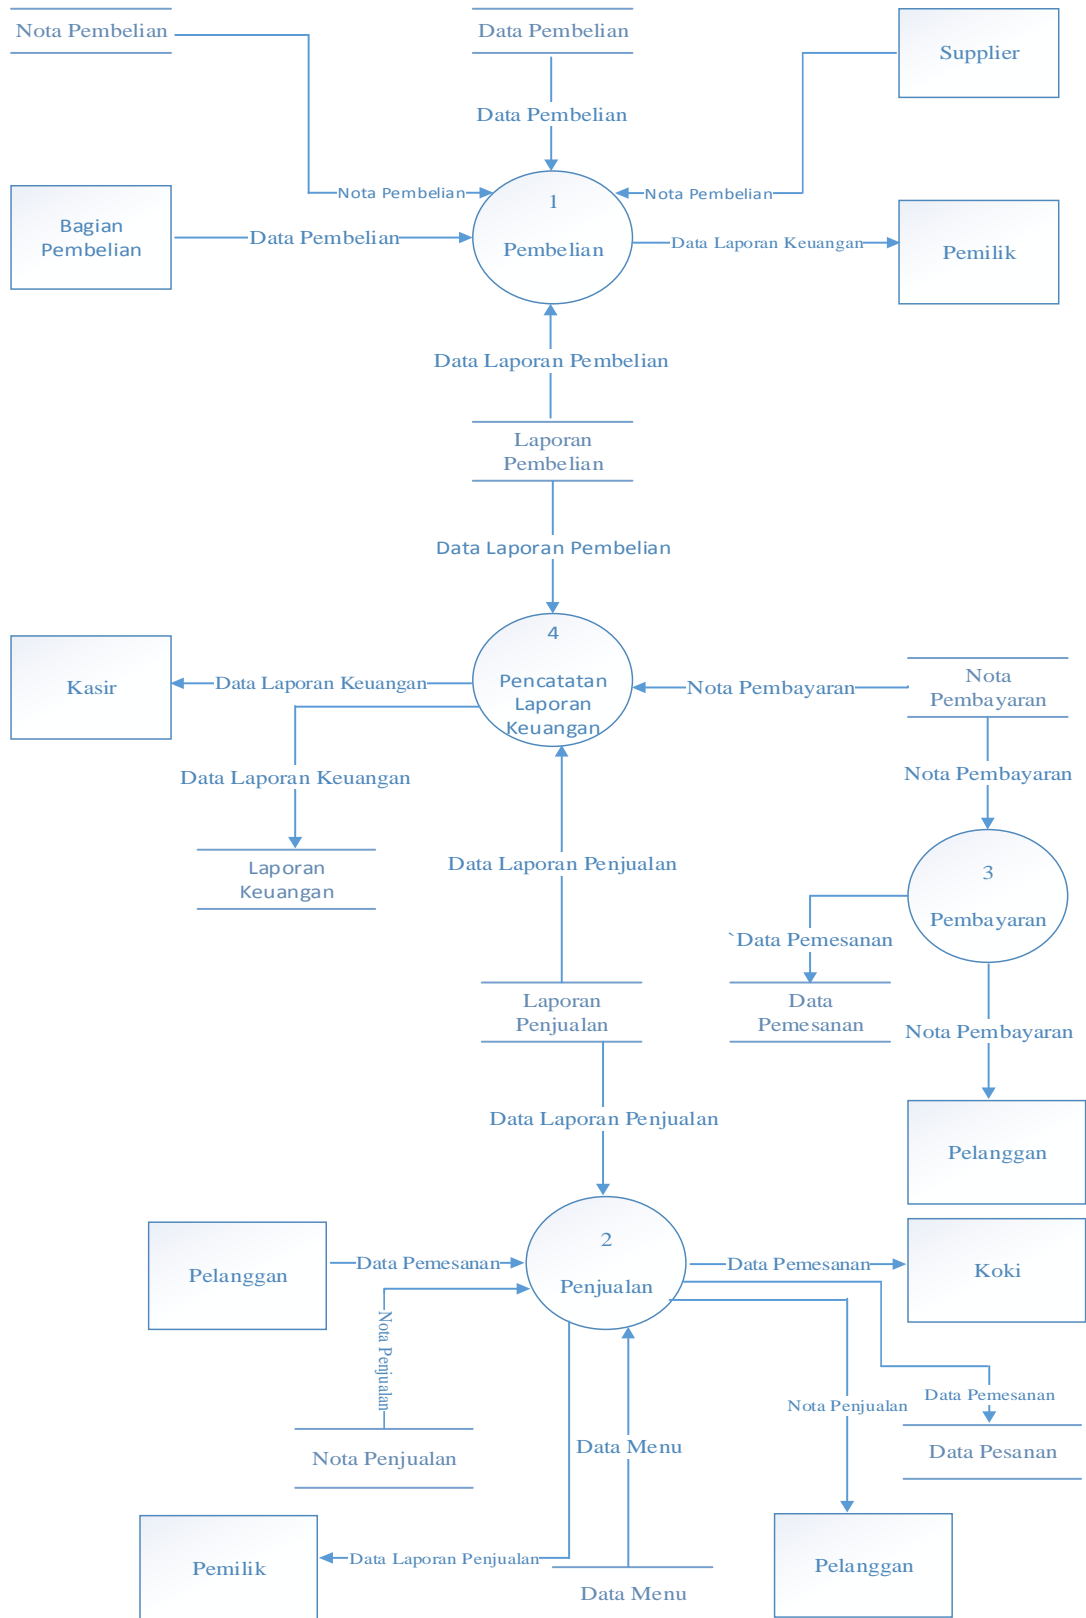 Nota Pembelian
Data Pembelian
Supplier
Data Pembelian
Nota Pembelian
Nota Pembelian
1
Pembelian
Bagian
Pembelian
Data Pembelian
Data Laporan Keuangan
Pemilik
Data Laporan Pembelian
Laporan
Pembelian
Data Laporan Pembelian
4
Pencatatan
Laporan
Keuangan
Kasir
Data Laporan Keuangan
Nota Pembayaran
Nota
Pembayaran
Data Laporan Keuangan
Nota Pembayaran
Laporan
Keuangan
Data Laporan Penjualan
3
Pembayaran
`Data Pemesanan
Laporan
Penjualan
Data
Pemesanan
Nota Pembayaran
Data Laporan Penjualan
Pelanggan
2
Penjualan
Pelanggan
Data Pemesanan
Data Pemesanan
Koki
Nota Penjualan
Nota Penjualan
Data Pemesanan
Nota Penjualan
Data Menu
Data Pesanan
Pemilik
Data Laporan Penjualan
Data Menu
Pelanggan